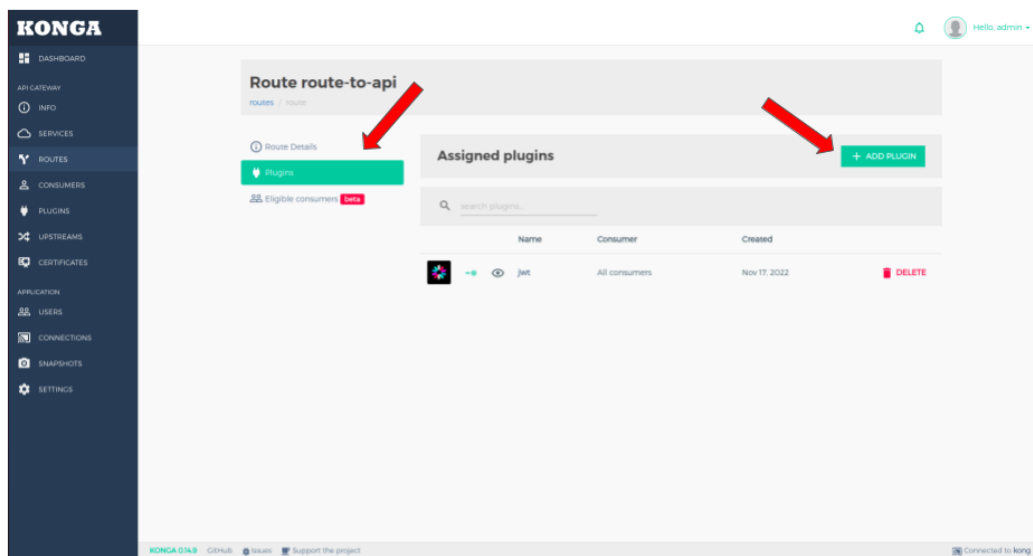 KONGA
Hello, admin
DASHBOARD
API GATEWAY
INFO
SERVICES
ROUTES
CONSUMERS
PLUGINS
UPSTREAMS
CERTIFICATES
APPLICATION
USERS
CONNECTIONS
SNAPSHOTS
SETTINGS
Route route-to-api
routes / route
Route Details
Plugins
Eligible consumers beta
Assigned plugins
+ ADD PLUGIN
search plugins...
Name Consumer Created
jwt All consumers Nov 17, 2022 DELETE
KONGA 0.14.9 GitHub Issues Support the project Connected to kong